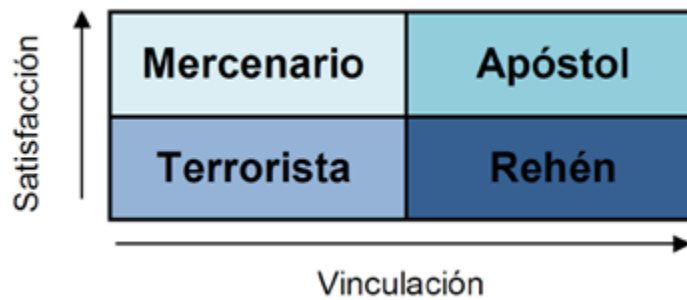 Satisfacción
Mercenario
Apóstol
Terrorista
Rehén
Vinculación